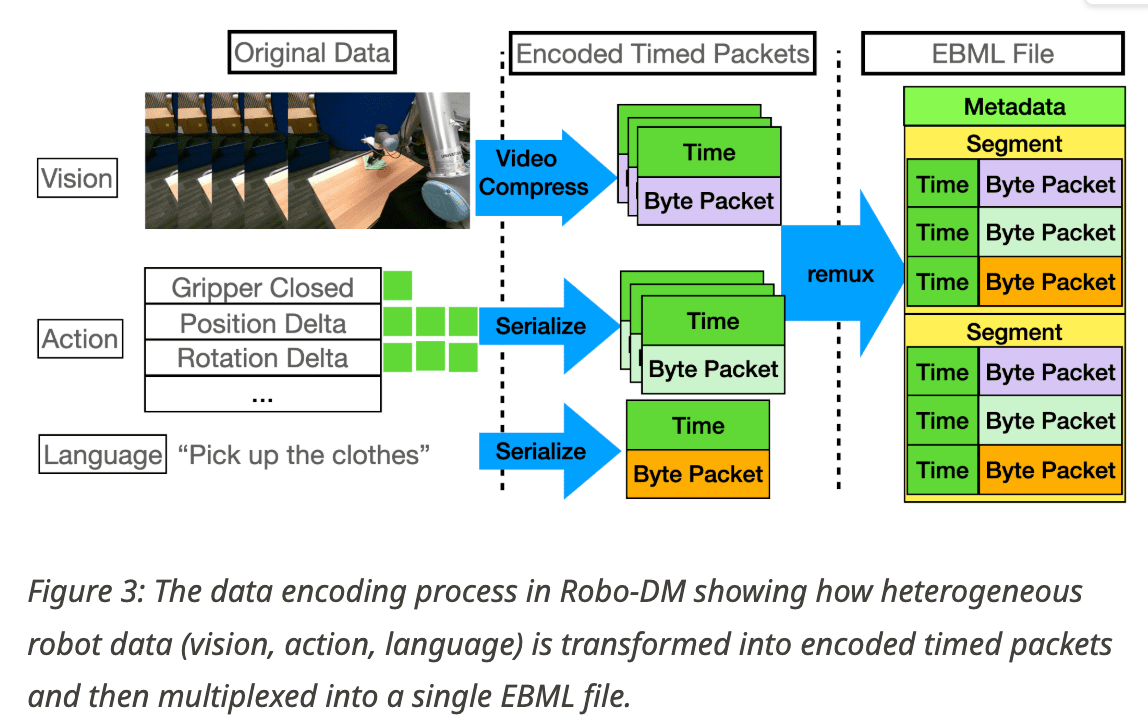 Original Data
Encoded Timed Packets
EBML File
Vision
Video
Compress
Time
Byte Packet
Action
Gripper Closed
Position Delta
Rotation Delta
...
Serialize
Time
Byte Packet
Language
“Pick up the clothes”
Serialize
Time
Byte Packet
remux
Metadata
Segment
Time Byte Packet
Time Byte Packet
Time Byte Packet
Segment
Time Byte Packet
Time Byte Packet
Time Byte Packet
Figure 3: The data encoding process in Robo-DM showing how heterogeneous
robot data (vision, action, language) is transformed into encoded timed packets
and then multiplexed into a single EBML file.